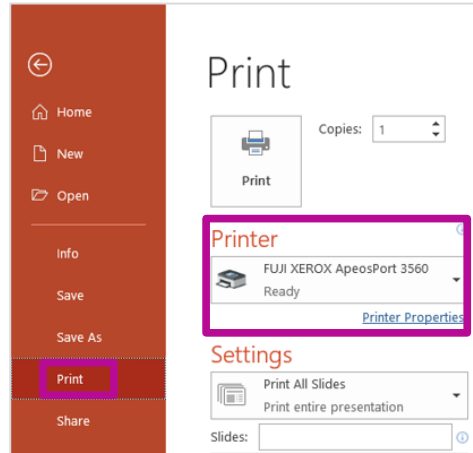 Print
Home
New
Open
Info
Save
Save As
Print
Share
Copies: 1
Print
Printer
FUJI XEROX ApeosPort 3560
Ready
Printer Properties
Settings
Print All Slides
Print entire presentation
Slides: